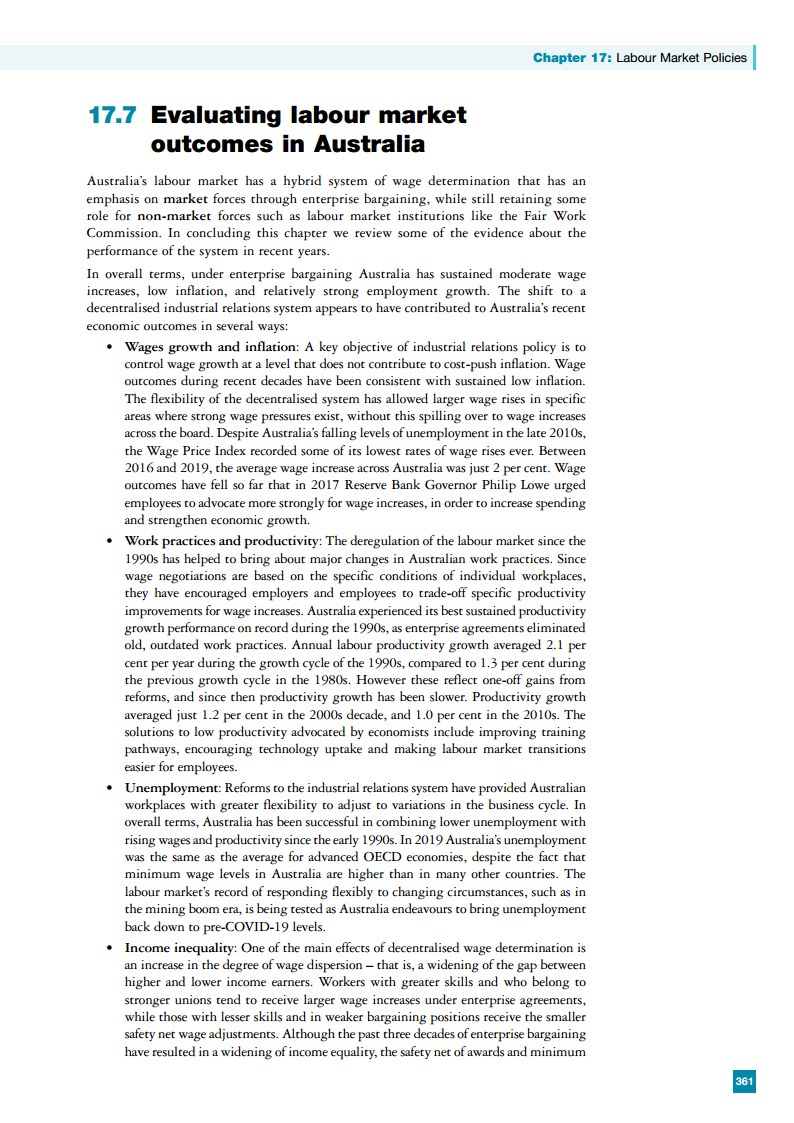 Chapter 17: Labour Market Policies
17.7 Evaluating labour market
outcomes in Australia
Australia's labour market has a hybrid system of wage determination that has an
emphasis on market forces through enterprise bargaining, while still retaining some
role for non-market forces such as labour market institutions like the Fair Work
Commission. In concluding this chapter we review some of the evidence about the
performance of the system in recent years.
In overall terms, under enterprise bargaining Australia has sustained moderate wage
increases, low inflation, and relatively strong employment growth. The shift to a
decentralised industrial relations system appears to have contributed to Australia's recent
economic outcomes in several ways:
• Wages growth and inflation: A key objective of industrial relations policy is to
control wage growth at a level that does not contribute to cost-push inflation. Wage
outcomes during recent decades have been consistent with sustained low inflation.
The flexibility of the decentralised system has allowed larger wage rises in specific
areas where strong wage pressures exist, without this spilling over to wage increases
across the board. Despite Australia's falling levels of unemployment in the late 2010s,
the Wage Price Index recorded some of its lowest rates of wage rises ever. Between
2016 and 2019, the average wage increase across Australia was just 2 per cent. Wage
outcomes have fell so far that in 2017 Reserve Bank Governor Philip Lowe urged
employees to advocate more strongly for wage increases, in order to increase spending
and strengthen economic growth.
• Work practices and productivity: The deregulation of the labour market since the
1990s has helped to bring about major changes in Australian work practices. Since
wage negotiations are based on the specific conditions of individual workplaces,
they have encouraged employers and employees to trade-off specific productivity
improvements for wage increases. Australia experienced its best sustained productivity
growth performance on record during the 1990s, as enterprise agreements eliminated
old, outdated work practices. Annual labour productivity growth averaged 2.1 per
cent per year during the growth cycle of the 1990s, compared to 1.3 per cent during
the previous growth cycle in the 1980s. However these reflect one-off gains from
reforms, and since then productivity growth has been slower. Productivity growth
averaged just 1.2 per cent in the 2000s decade, and 1.0 per cent in the 2010s. The
solutions to low productivity advocated by economists include improving training
pathways, encouraging technology uptake and making labour market transitions
easier for employees.
• Unemployment: Reforms to the industrial relations system have provided Australian
workplaces with greater flexibility to adjust to variations in the business cycle. In
overall terms, Australia has been successful in combining lower unemployment with
rising wages and productivity since the early 1990s. In 2019 Australia's unemployment
was the same as the average for advanced OECD economies, despite the fact that
minimum wage levels in Australia are higher than in many other countries. The
labour market's record of responding flexibly to changing circumstances, such as in
the mining boom era, is being tested as Australia endeavours to bring unemployment
back down to pre-COVID-19 levels.
• Income inequality: One of the main effects of decentralised wage determination is
an increase in the degree of wage dispersion – that is, a widening of the gap between
higher and lower income earners. Workers with greater skills and who belong to
stronger unions tend to receive larger wage increases under enterprise agreements,
while those with lesser skills and in weaker bargaining positions receive the smaller
safety net wage adjustments. Although the past three decades of enterprise bargaining
have resulted in a widening of income equality, the safety net of awards and minimum
361